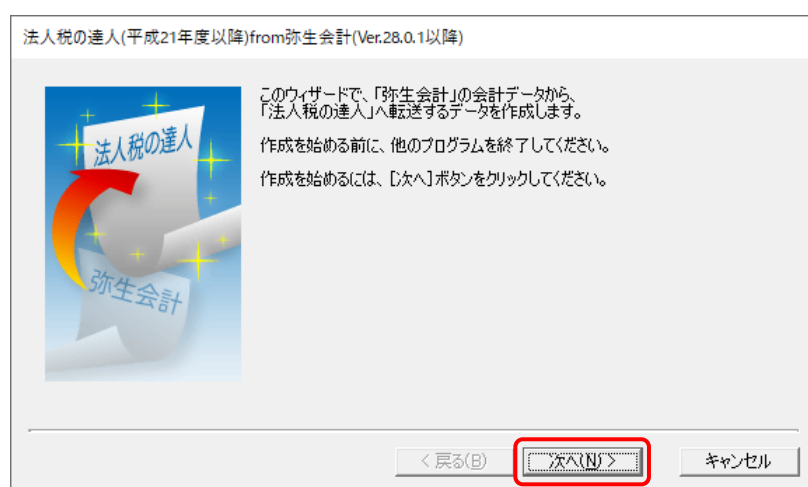 法人税の達人(平成21年度以降)from弥生会計(Ver.28.0.1以降)
法人税の達人
弥生会計
このウィザードで、「弥生会計」の会計データから、
「法人税の達人」へ転送するデータを作成します。
作成を始める前に、他のプログラムを終了してください。
作成を始めるには、[次へ]ボタンをクリックしてください。
< 戻る(B)
次へ(N) >
キャンセル